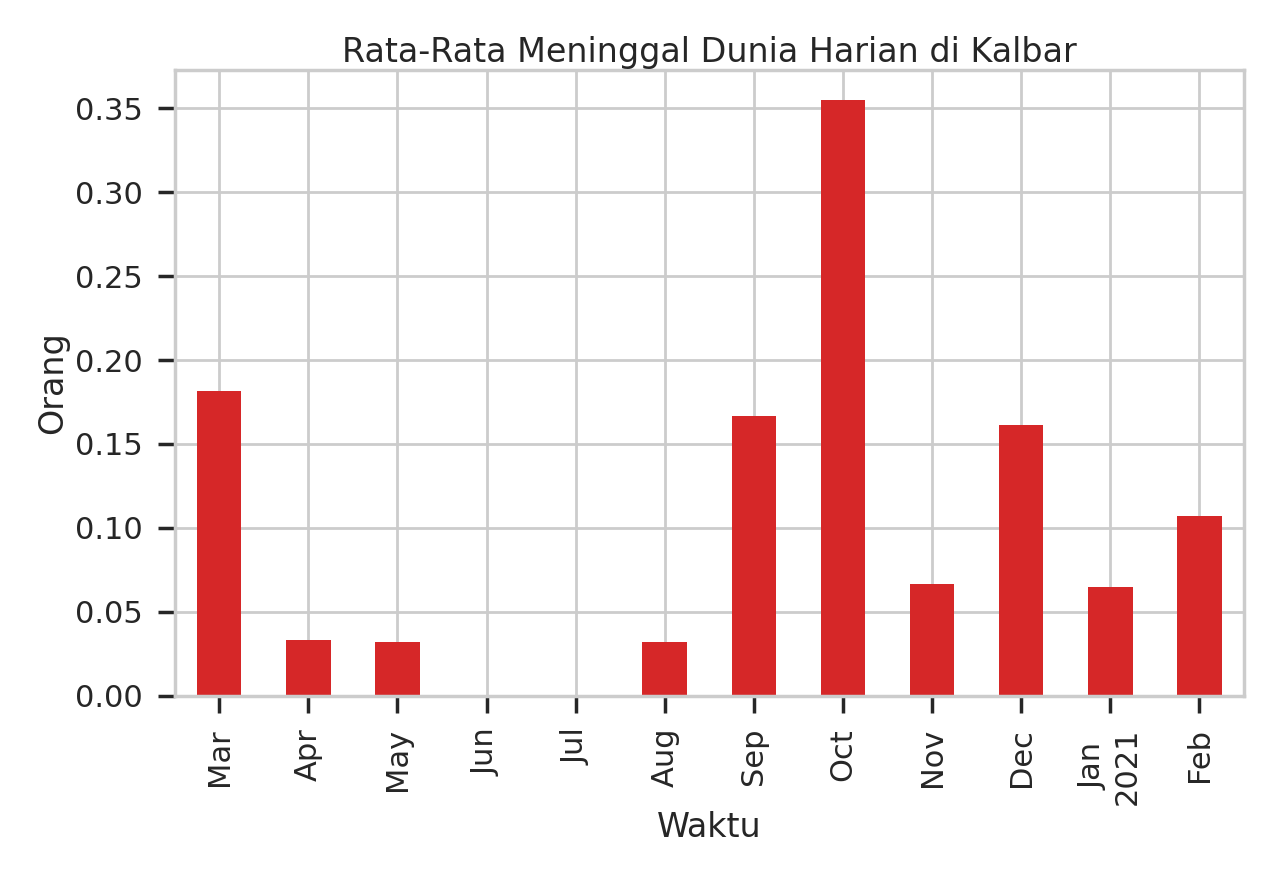 Rata-Rata Meninggal Dunia Harian di Kalbar
Orang
0.35
0.30
0.25
0.20
0.15
0.10
0.05
0.00
Mar
Apr
May
Jun
Jul
Aug
Sep
Oct
Nov
Dec
Jan
2021
Feb
Waktu